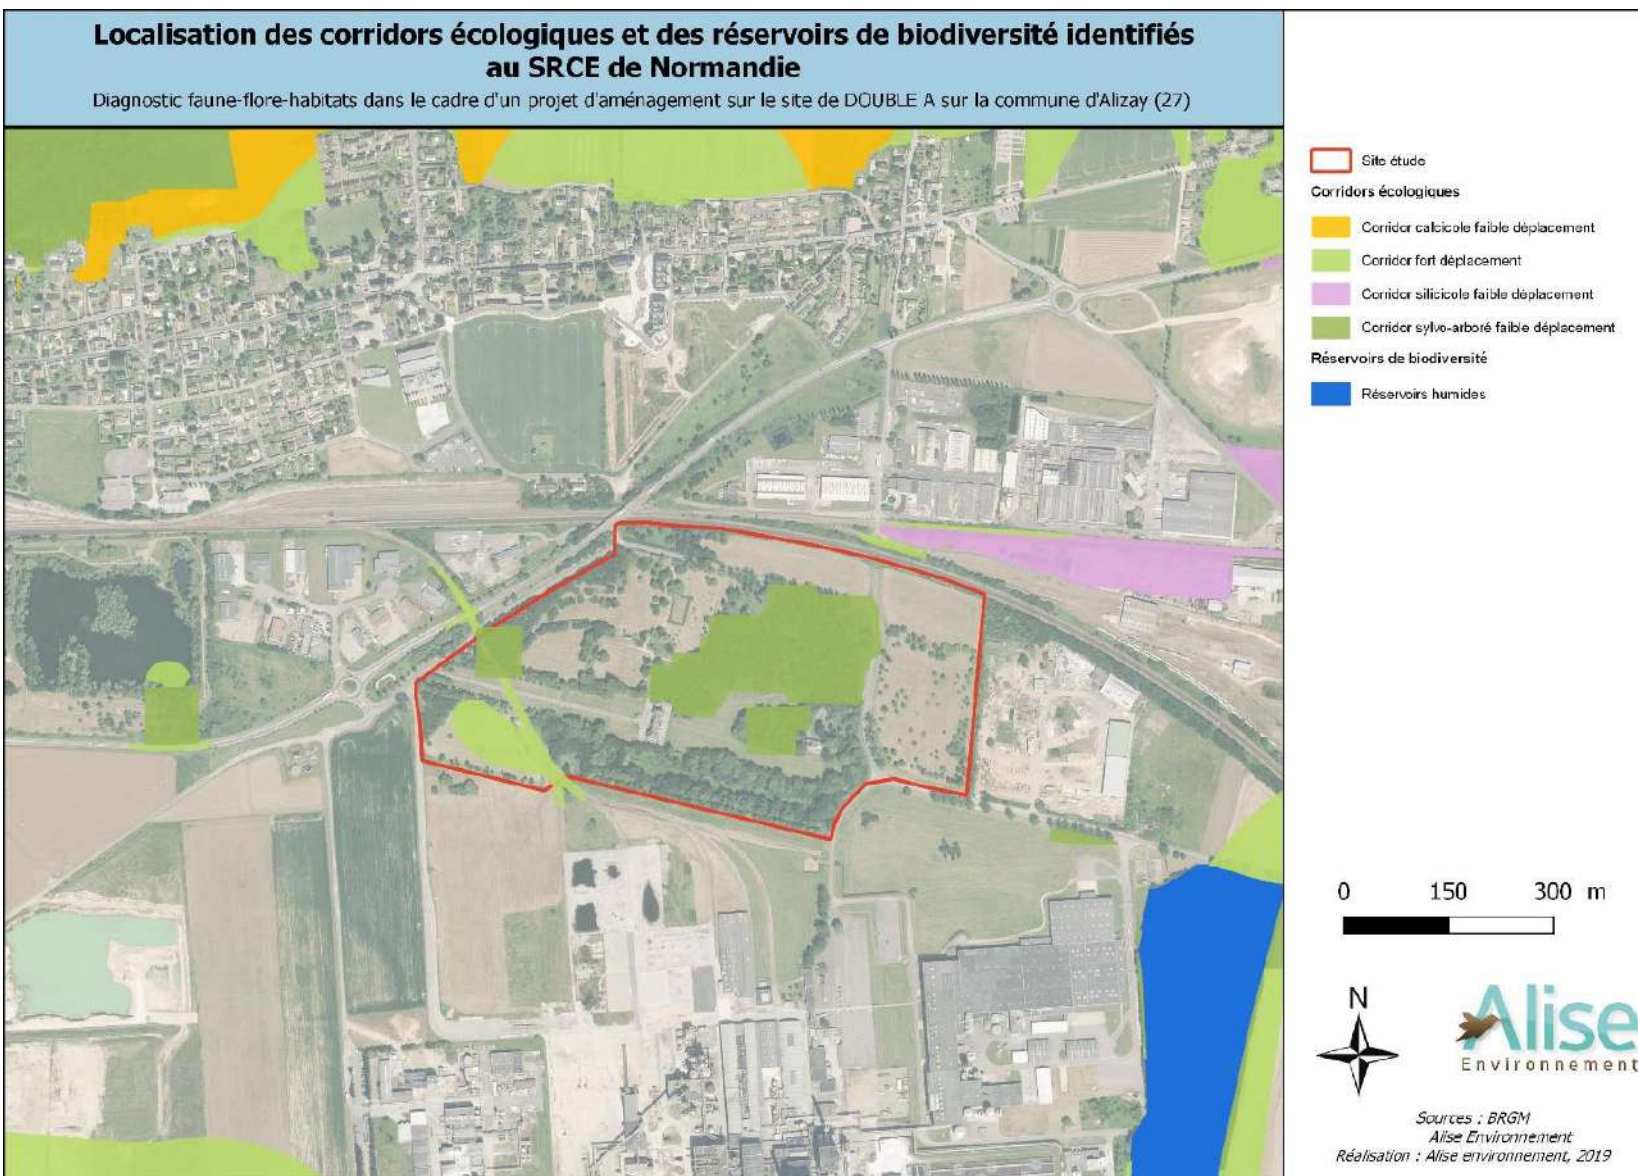 Localisation des corridors écologiques et des réservoirs de biodiversité identifiés
au SRCE de Normandie
Diagnostic faune-flore-habitats dans le cadre d'un projet d'aménagement sur le site de DOUBLE A sur la commune d'Alizay (27)
Site étude
Corridors écologiques
Corridor calcicole faible déplacement
Corridor fort déplacement
Corridor silicicole faible déplacement
Corridor sylvo-arboré faible déplacement
Réservoirs de biodiversité
Réservoirs humides
0 150 300 m
N
Alise
Environnement
Sources : BRGM
Alise Environnement
Réalisation : Alise environnement, 2019